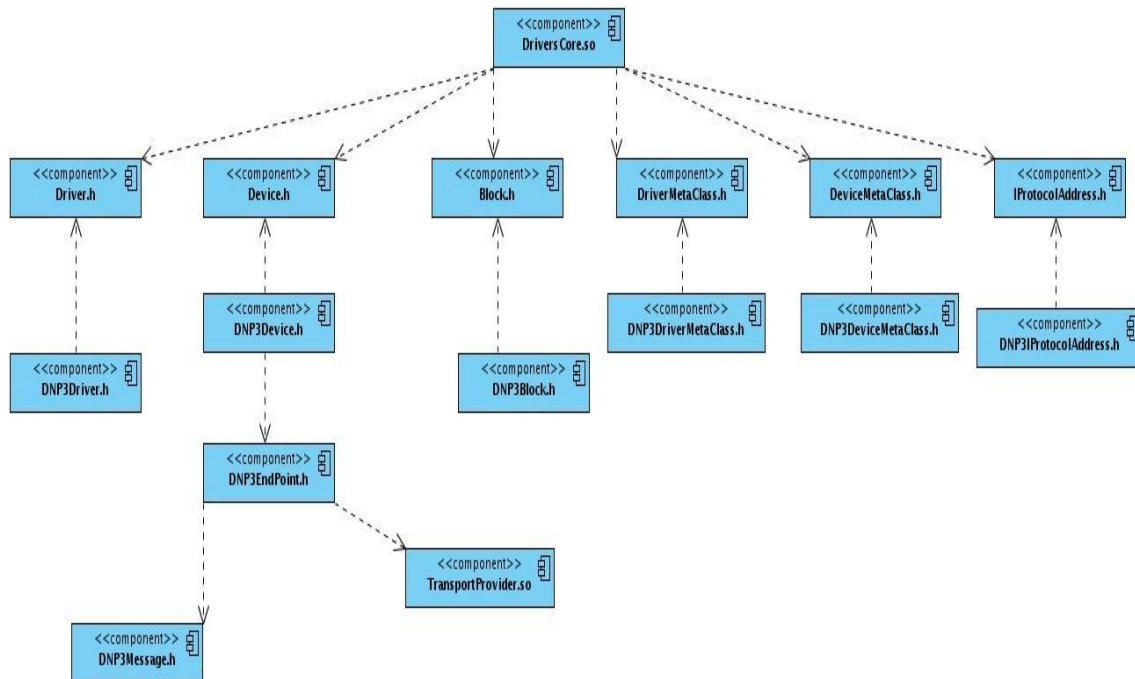 <<component>>
DriversCore.so
<<component>>
Driver.h
<<component>>
Device.h
<<component>>
Block.h
<<component>>
DriverMetaClass.h
<<component>>
DeviceMetaClass.h
<<component>>
IProtocolAddress.h
<<component>>
DNP3Device.h
<<component>>
DNP3DriverMetaClass.h
<<component>>
DNP3DeviceMetaClass.h
<<component>>
DNP3IProtocolAddress.h
<<component>>
DNP3Driver.h
<<component>>
DNP3Block.h
<<component>>
DNP3EndPoint.h
<<component>>
TransportProvider.so
<<component>>
DNP3Message.h